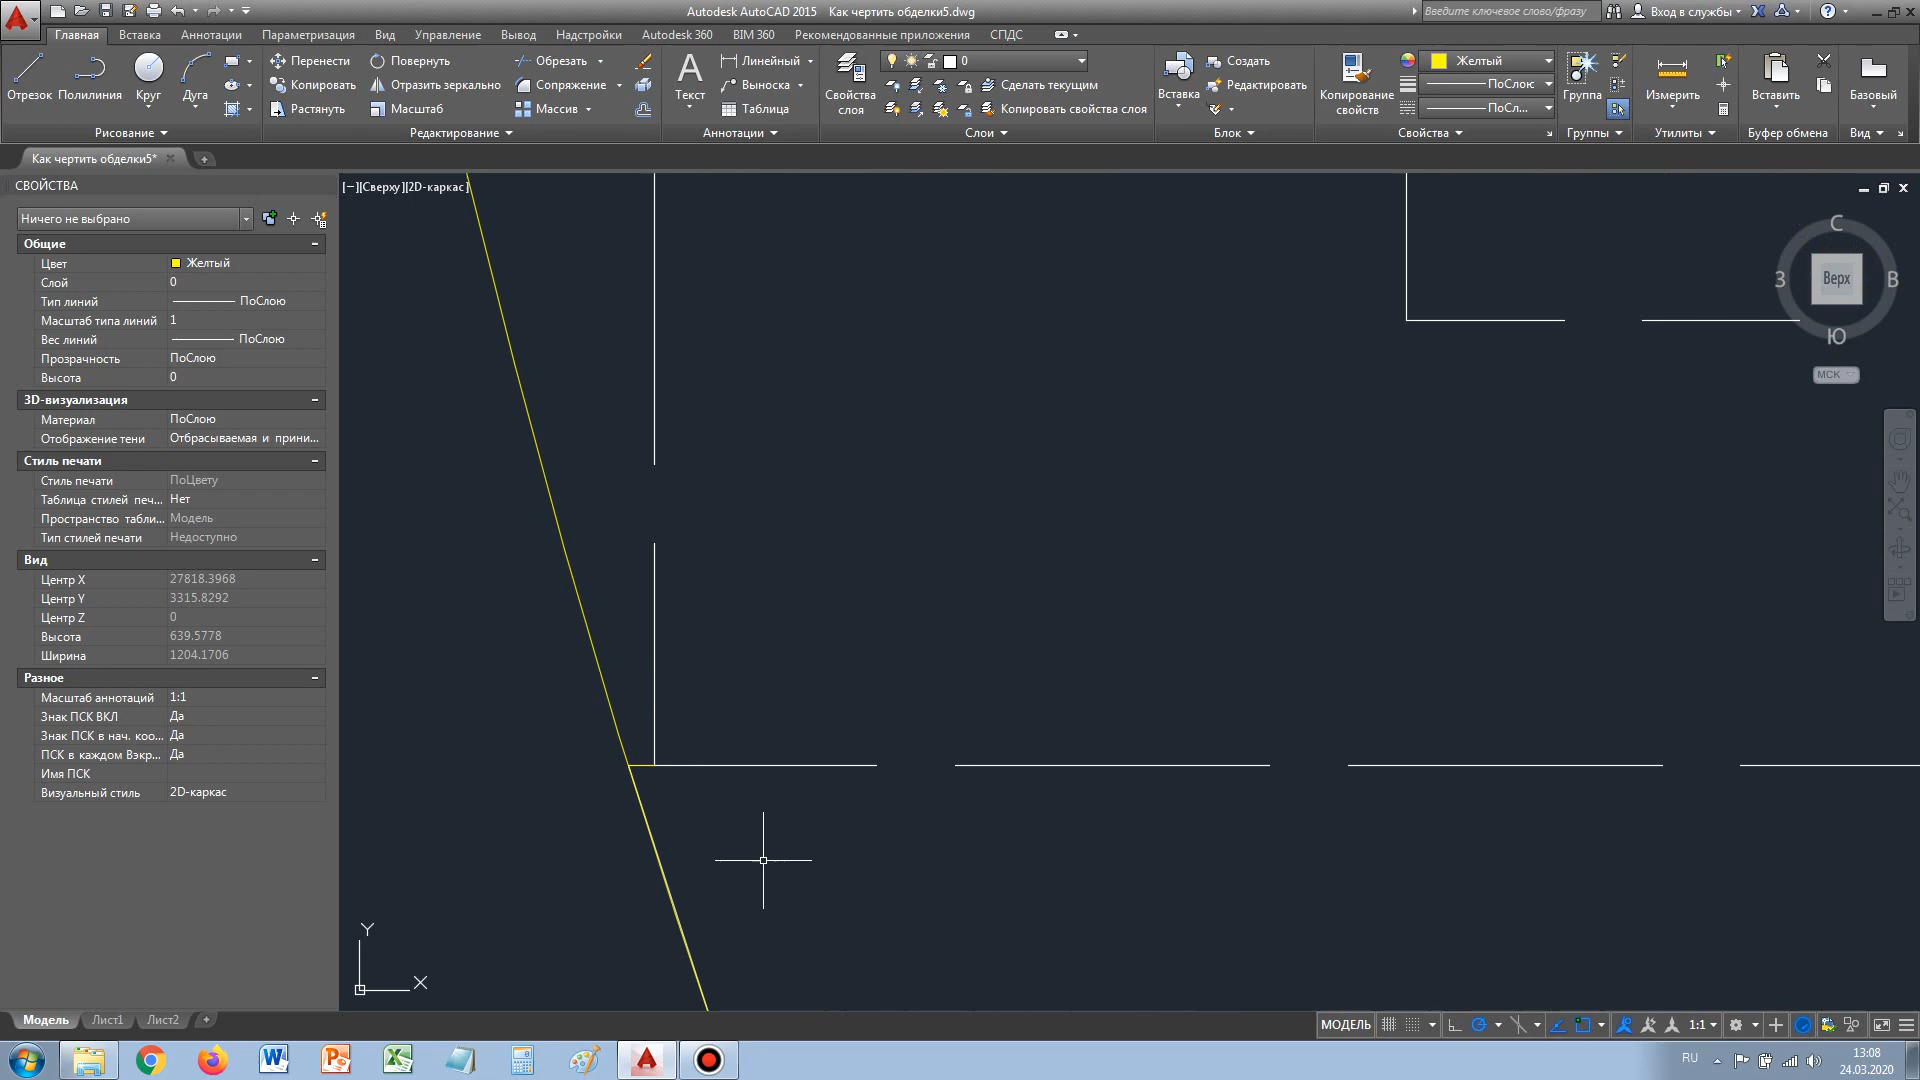 Autodesk AutoCAD 2015 Как чертить обделки5.dwg
Введите ключевое слово/фразу
Вход в службы
Главная Вставка Аннотации Параметризация Вид Управление Вывод Надстройки Autodesk 360 BIM 360 Рекомендованные приложения СПДС
Отрезок Полилиния Круг Дуга
Рисование
Перенести Повернуть Обрезать
Копировать Отразить зеркально Сопряжение
Растянуть Масштаб Массив
Редактирование
Текст
Линейный
Выноска
Таблица
Аннотации
Свойства слоя
0
Сделать текущим
Копировать свойства слоя
Слои
Вставка
Создать
Редактировать
Блок
Копирование свойств
Желтый
ПоСлок
ПоСл...
Свойства
Группа
Группы
Измерить
Утилиты
Вставить
Буфер обмена
Базовый
Вид
Как чертить обделки5*
СВОЙСТВА
Ничего не выбрано
Общие
Цвет Желтый
Слой 0
Тип линий ПоСлою
Масштаб типа линий 1
Вес линий ПоСлою
Прозрачность ПоСлою
Высота 0
3D-визуализация
Материал ПоСлою
Отображение тени Отбрасываемая и прини...
Стиль печати
Стиль печати ПоЦвету
Таблица стилей печ... Нет
Пространство табли... Модель
Тип стилей печати Недоступно
Вид
Центр X 27818.3968
Центр Y 3315.8292
Центр Z 0
Высота 639.5778
Ширина 1204.1706
Разное
Масштаб аннотаций 1:1
Знак ПСК ВКЛ Да
Знак ПСК в нач. коо... Да
ПСК в каждом Вэкр... Да
Имя ПСК
Визуальный стиль 2D-каркас
[−][Сверху][2D-каркас]
С
З Верх В
Ю
МСК
Y
X
Модель Лист1 Лист2
МОДЕЛЬ
1:1
RU
13:08
24.03.2020